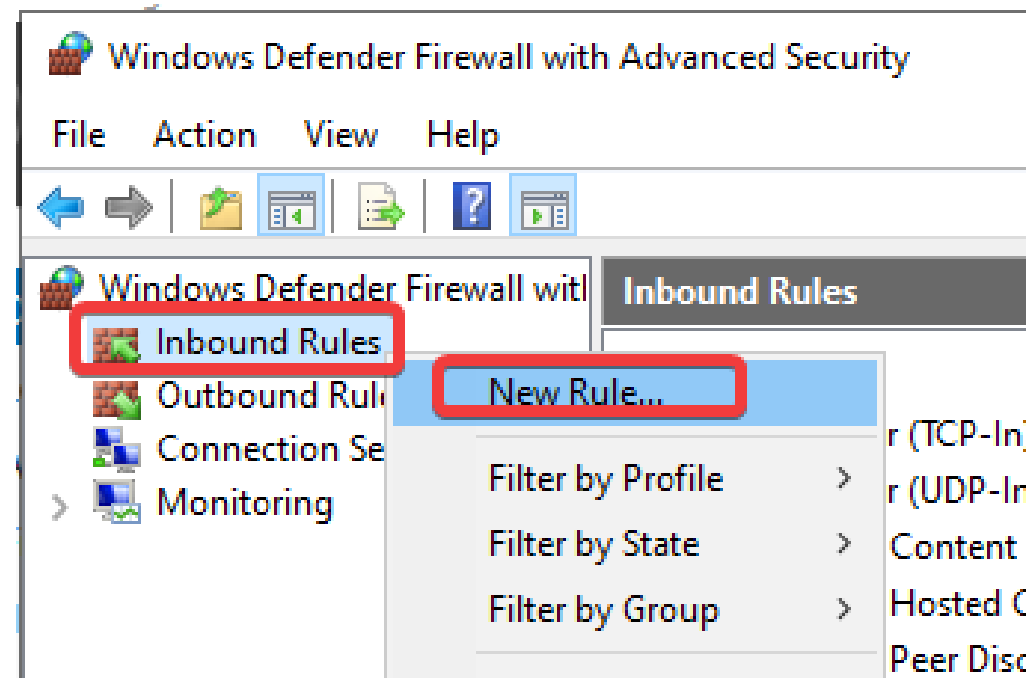 Windows Defender Firewall with Advanced Security
File Action View Help
Windows Defender Firewall with
Inbound Rules
Inbound Rules
Outbound Rul
Connection Se
Monitoring
New Rule...
Filter by Profile
Filter by State
Filter by Group
r (TCP-In)
r (UDP-In
Content
Hosted C
Peer Disc